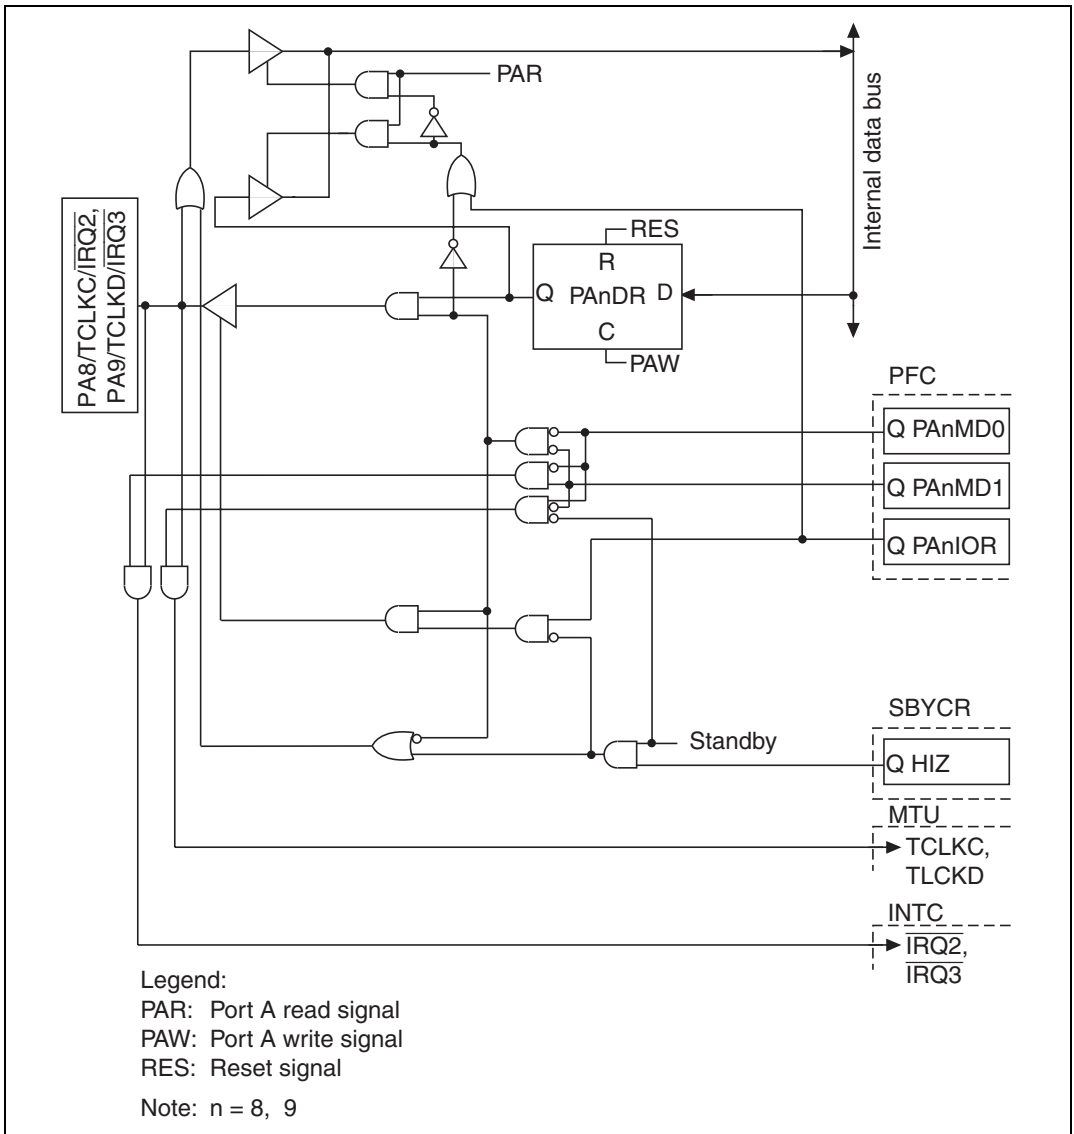 PAR
Internal data bus
RES
R
Q PAnDR D
C
PAW
PA8/TCLKC/IRQ2,
PA9/TCLKD/IRQ3
PFC
Q PAnMD0
Q PAnMD1
Q PAnIOR
SBYCR
Standby
Q HIZ
MTU
TCLKC,
TLCKD
INTC
IRQ2,
IRQ3
Legend:
PAR: Port A read signal
PAW: Port A write signal
RES: Reset signal
Note: n = 8, 9